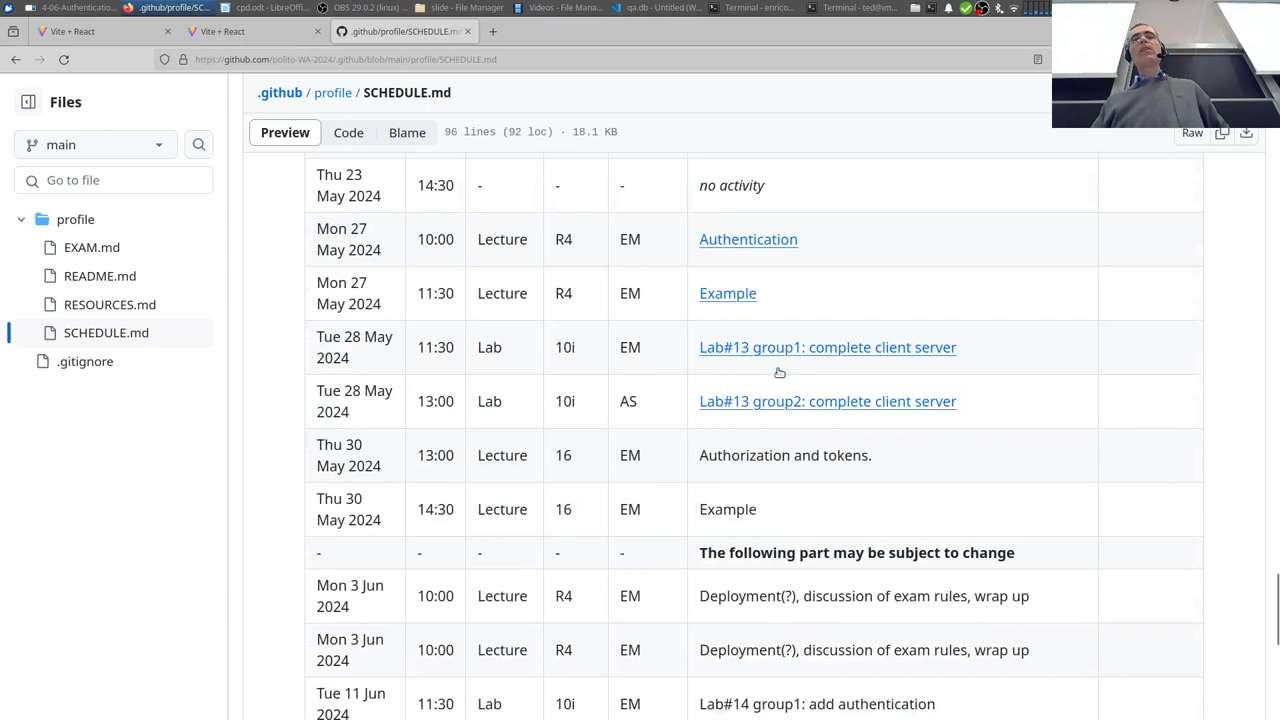 4-06-Authenticatio...
.github/profile/SC...
cpd.odt - LibreOffi...
OBS 29.0.2 (linux) ...
slide - File Manager
Videos - File Mana...
qa.db - Untitled (W...
Terminal - enrico...
Terminal - ted@im...
Vite + React
Vite + React
.github/profile/SCHEDULE.m
https://github.com/polito-WA-2024/.github/blob/main/profile/SCHEDULE.md
Files
main
Go to file
profile
EXAM.md
README.md
RESOURCES.md
SCHEDULE.md
.gitignore
.github / profile / SCHEDULE.md
Preview
Code
Blame
96 lines (92 loc) · 18.1 KB
Raw
Thu 23 May 2024 14:30 - - - no activity
Mon 27 May 2024 10:00 Lecture R4 EM Authentication
Mon 27 May 2024 11:30 Lecture R4 EM Example
Tue 28 May 2024 11:30 Lab 10i EM Lab#13 group1: complete client server
Tue 28 May 2024 13:00 Lab 10i AS Lab#13 group2: complete client server
Thu 30 May 2024 13:00 Lecture 16 EM Authorization and tokens.
Thu 30 May 2024 14:30 Lecture 16 EM Example
- - - - - The following part may be subject to change
Mon 3 Jun 2024 10:00 Lecture R4 EM Deployment(?), discussion of exam rules, wrap up
Mon 3 Jun 2024 10:00 Lecture R4 EM Deployment(?), discussion of exam rules, wrap up
Tue 11 Jun 2024 11:30 Lab 10i EM Lab#14 group1: add authentication